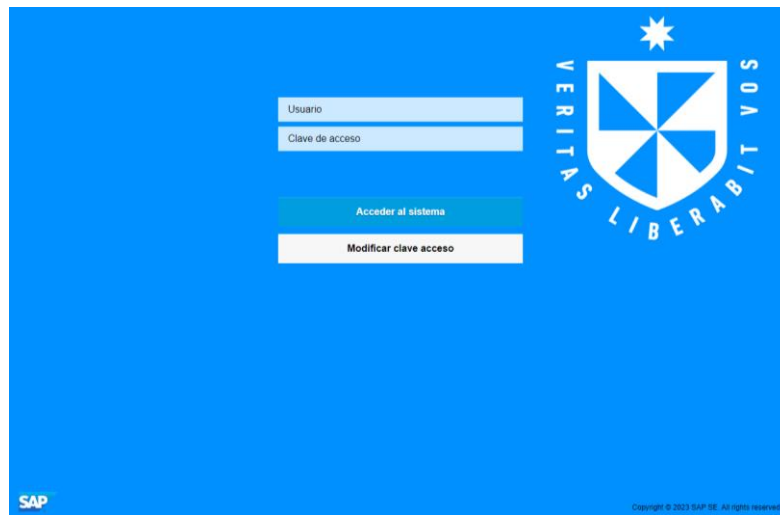 VERITAS LIBERABIT VOS
Usuario
Clave de acceso
Acceder al sistema
Modificar clave acceso
SAP
Copyright © 2023 SAP SE. All rights reserved